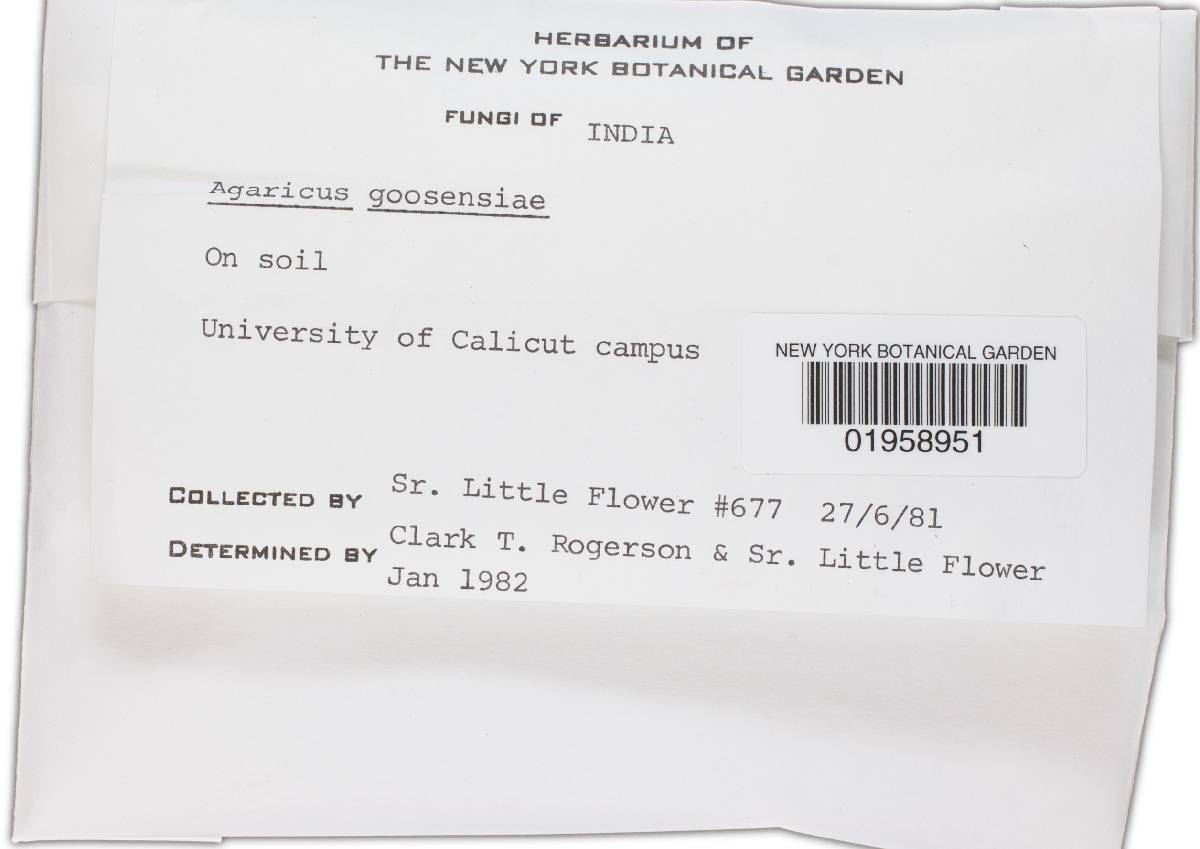 HERBARIUM OF
THE NEW YORK BOTANICAL GARDEN
FUNGI OF INDIA
Agaricus goosensiae
On soil
University of Calicut campus
NEW YORK BOTANICAL GARDEN
01958951
COLLECTED BY Sr. Little Flower #677 27/6/81
DETERMINED BY Clark T. Rogerson & Sr. Little Flower
Jan 1982